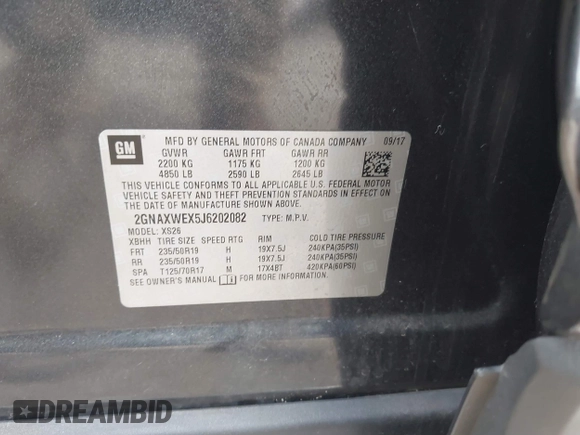 GM
MFD BY GENERAL MOTORS OF CANADA COMPANY 09/17
GVWR GAWR FRT GAWR RR
2200 KG 1175 KG 1200 KG
4850 LB 2590 LB 2645 LB
THIS VEHICLE CONFORMS TO ALL APPLICABLE U.S. FEDERAL MOTOR
VEHICLE SAFETY AND THEFT PREVENTION STANDARDS IN EFFECT ON
THE DATE OF MANUFACTURE SHOWN ABOVE.
2GNAXWEX5J6202082 TYPE: M.P.V.
MODEL: XS26
XBHH TIRE SIZE SPEED RTG RIM COLD TIRE PRESSURE
FRT 235/50R19 H 19X7.5J 240KPA(35PSI)
RR 235/50R19 H 19X7.5J 240KPA(35PSI)
SPA T125/70R17 M 17X4BT 420KPA(60PSI)
SEE OWNER'S MANUAL FOR MORE INFORMATION.
DREAMBID